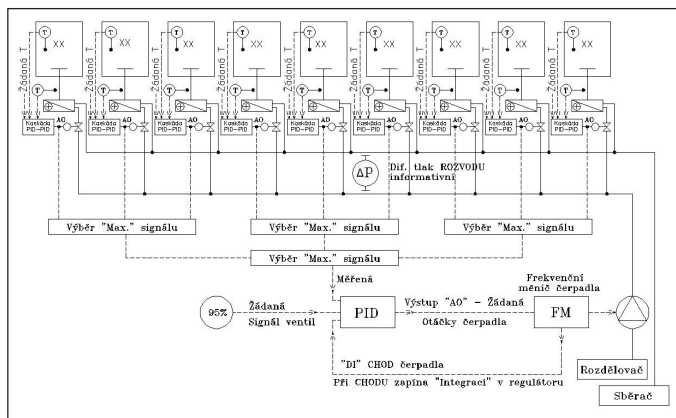 T T T T T T T T T
XX XX XX XX XX XX XX XX XX
Žádaná T Žádaná T Žádaná T Žádaná T Žádaná T Žádaná T Žádaná T Žádaná T Žádaná T
T T T T T T T T T
Kaskáda PID-PID AO Kaskáda PID-PID AO Kaskáda PID-PID AO Kaskáda PID-PID AO Kaskáda PID-PID AO Kaskáda PID-PID AO Kaskáda PID-PID AO Kaskáda PID-PID AO Kaskáda PID-PID AO
ΔP
Dif. tlak ROZVODU
informativní
Výběr "Max." signálu
Výběr "Max." signálu
Výběr "Max." signálu
Výběr "Max." signálu
Měřená
95%
Žádaná
Signál ventil
PID
Výstup "AO" - Žádaná
Otáčky čerpadla
Frekvenční
měnič čerpadla
FM
"DI" CHOD čerpadla
Při CHODU zapína "Integraci" v regulátoru
Rozdělovač
Sběrač